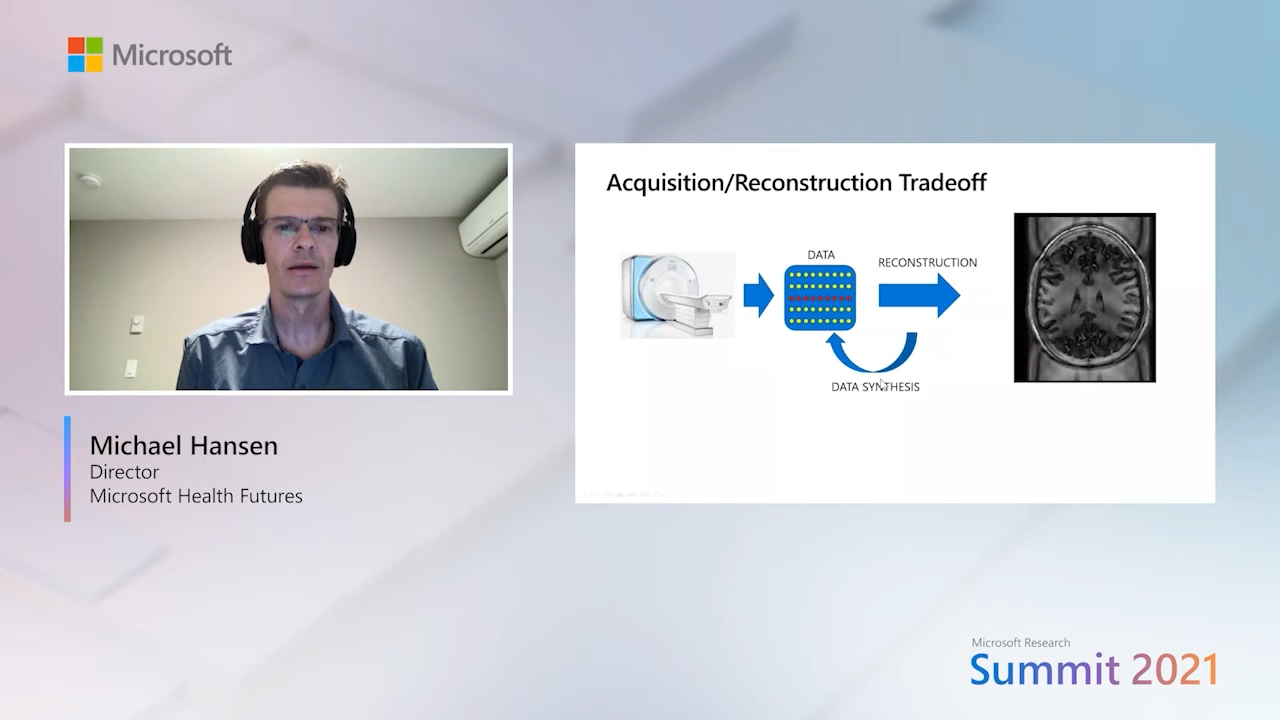 Microsoft
Acquisition/Reconstruction Tradeoff
DATA
RECONSTRUCTION
DATA SYNTHESIS
Michael Hansen
Director
Microsoft Health Futures
Microsoft Research
Summit 2021